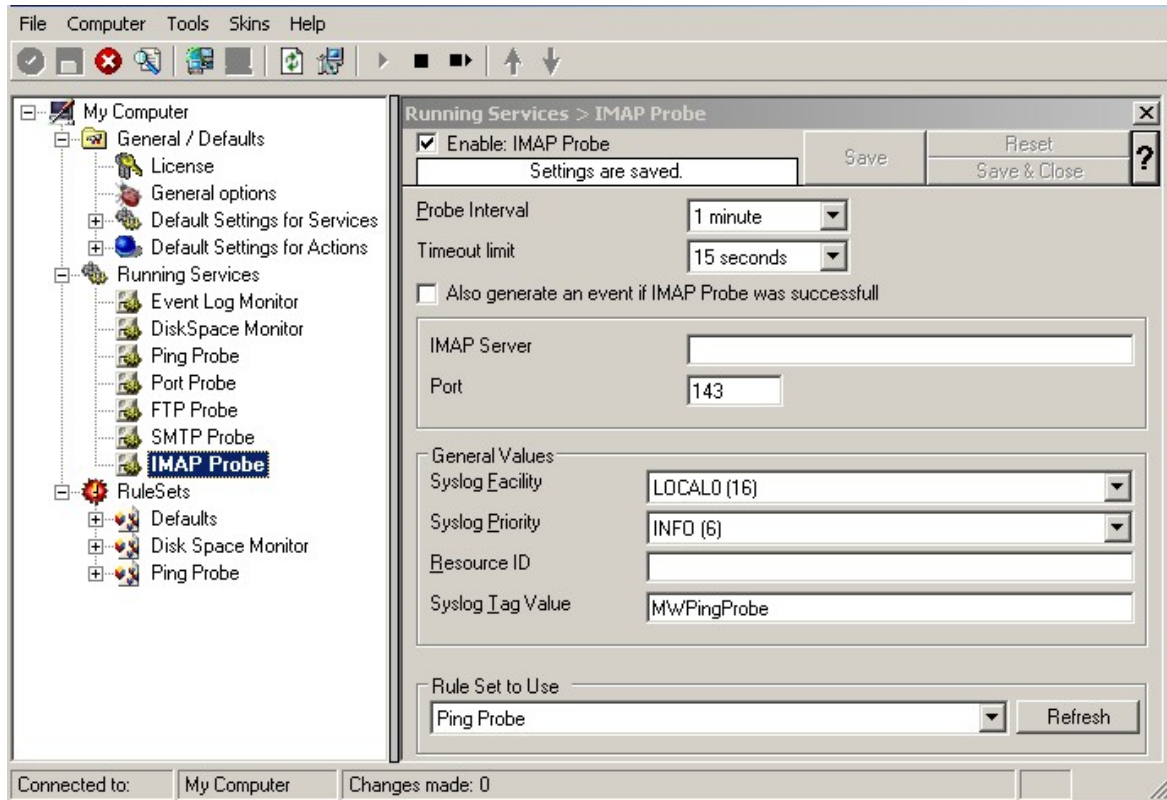 File Computer Tools Skins Help
My Computer
General / Defaults
License
General options
Default Settings for Services
Default Settings for Actions
Running Services
Event Log Monitor
DiskSpace Monitor
Ping Probe
Port Probe
FTP Probe
SMTP Probe
IMAP Probe
RuleSets
Defaults
Disk Space Monitor
Ping Probe
Running Services > IMAP Probe
Enable: IMAP Probe
Settings are saved.
Save
Reset
Save & Close
?
Probe Interval
1 minute
Timeout limit
15 seconds
Also generate an event if IMAP Probe was successfull
IMAP Server
Port
143
General Values
Syslog Facility
LOCAL0 (16)
Syslog Priority
INFO (6)
Resource ID
Syslog Tag Value
MWPingProbe
Rule Set to Use
Ping Probe
Refresh
Connected to: My Computer Changes made: 0